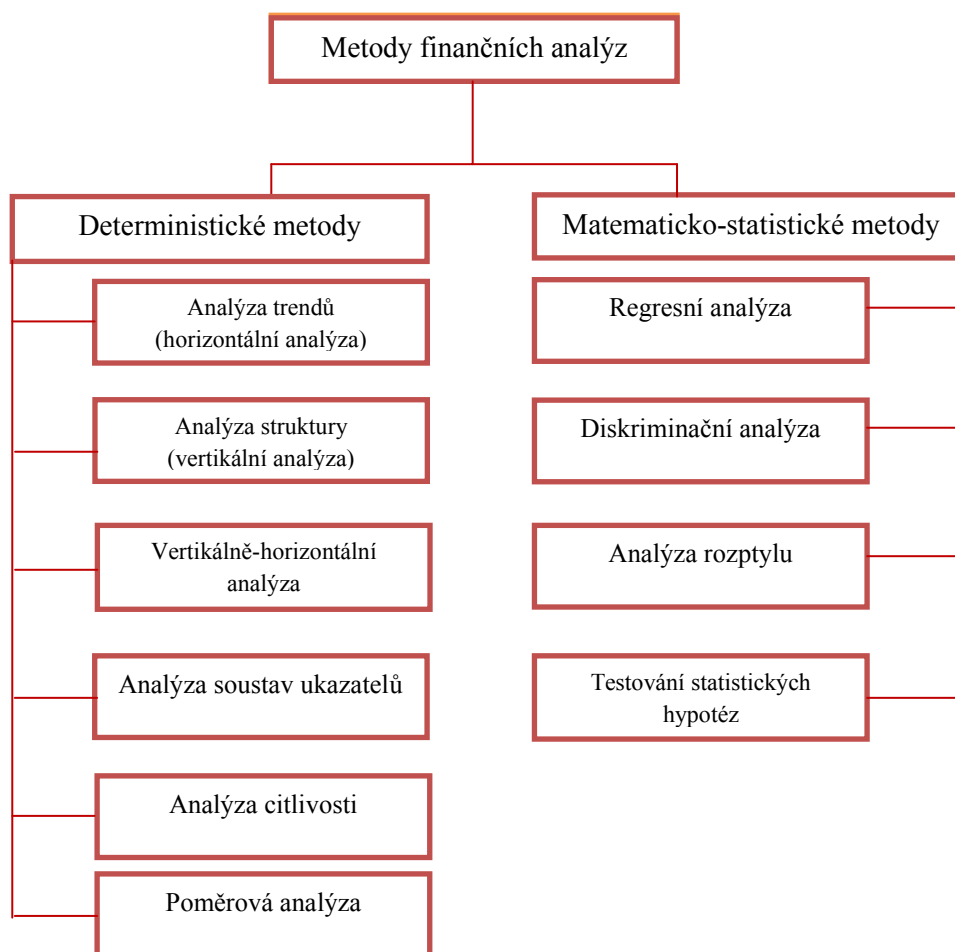 Metody finančních analýz
Deterministické metody
Analýza trendů
(horizontální analýza)
Analýza struktury
(vertikální analýza)
Vertikálně-horizontální
analýza
Analýza soustav ukazatelů
Analýza citlivosti
Poměrová analýza
Matematicko-statistické metody
Regresní analýza
Diskriminační analýza
Analýza rozptylu
Testování statistických
hypotéz